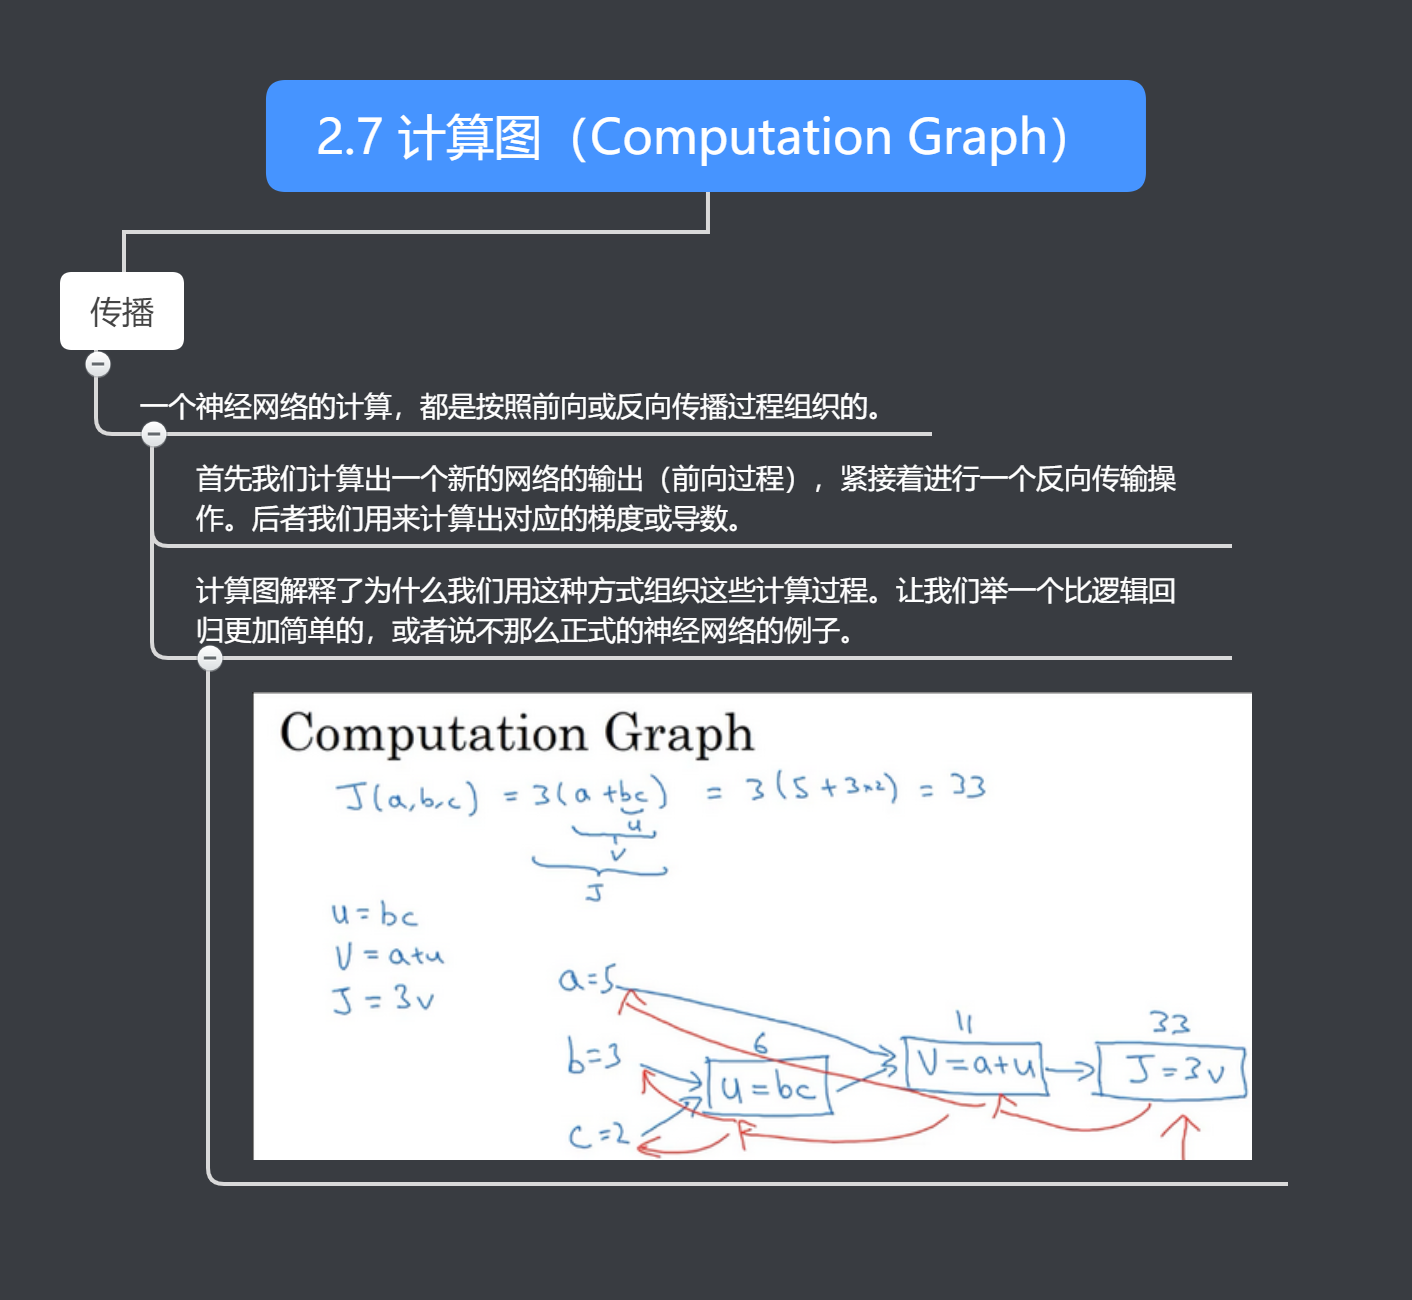 2.7 计算图（Computation Graph）
传播
一个神经网络的计算，都是按照前向或反向传播过程组织的。
首先我们计算出一个新的网络的输出（前向过程），紧接着进行一个反向传输操
作。后者我们用来计算出对应的梯度或导数。
计算图解释了为什么我们用这种方式组织这些计算过程。让我们举一个比逻辑回
归更加简单的，或者说不那么正式的神经网络的例子。
Computation Graph
J(a,b,c) = 3(a+bc) = 3(5+3×2) = 33
u
v
J
u=bc
V=a+u
J=3v
a=5
11
33
b=3
6
V=a+u
J=3v
u=bc
c=2